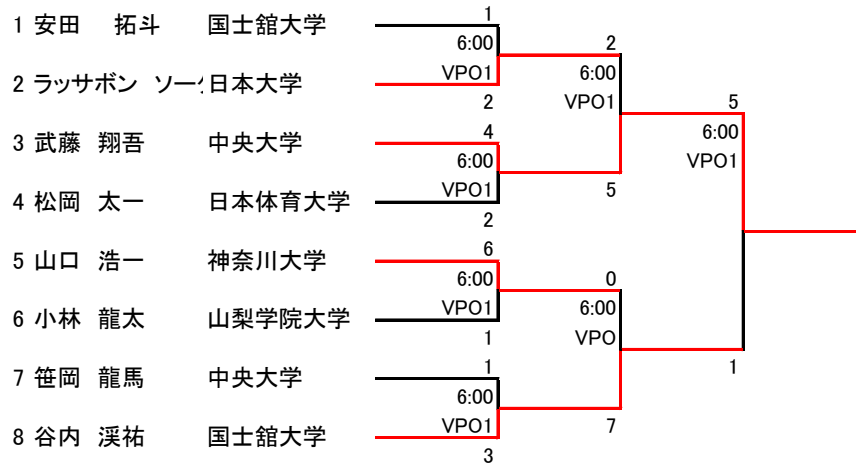 1 安田 拓斗 国士舘大学 1
6:00 2
VPO1 6:00
2 ラッサボン ソー 日本大学 2 VPO1 5
3 武藤 翔吾 中央大学 4 6:00
6:00 VPO1
VPO1 5
4 松岡 太一 日本体育大学 2
5 山口 浩一 神奈川大学 6
6:00 0
VPO1 6:00
6 小林 龍太 山梨学院大学 1 VPO
7 笹岡 龍馬 中央大学 1 1
6:00
VPO1 7
8 谷内 渓祐 国士舘大学 3